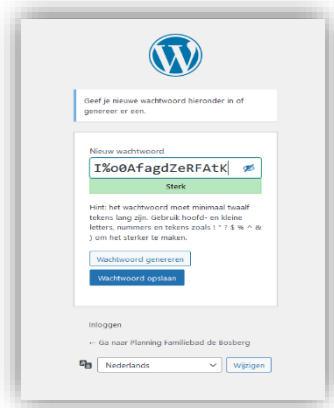 Geef je nieuwe wachtwoord hieronder in of
genereer er een.
Nieuw wachtwoord
I%o0AfagdZeRFAtK
Sterk
Hint: het wachtwoord moet minimaal twaalf
tekens lang zijn. Gebruik hoofd- en kleine
letters, nummers en tekens zoals ! " ? $ % ^ &
) om het sterker te maken.
Wachtwoord genereren
Wachtwoord opslaan
Inloggen
← Ga naar Planning Familiebad de Bosberg
Nederlands
Wijzigen